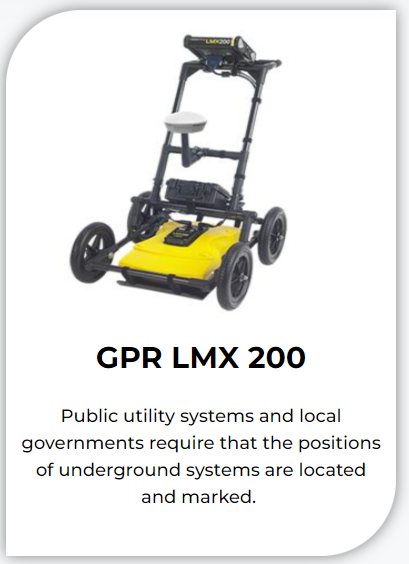 LMX200
GPR LMX 200
Public utility systems and local
governments require that the positions
of underground systems are located
and marked.